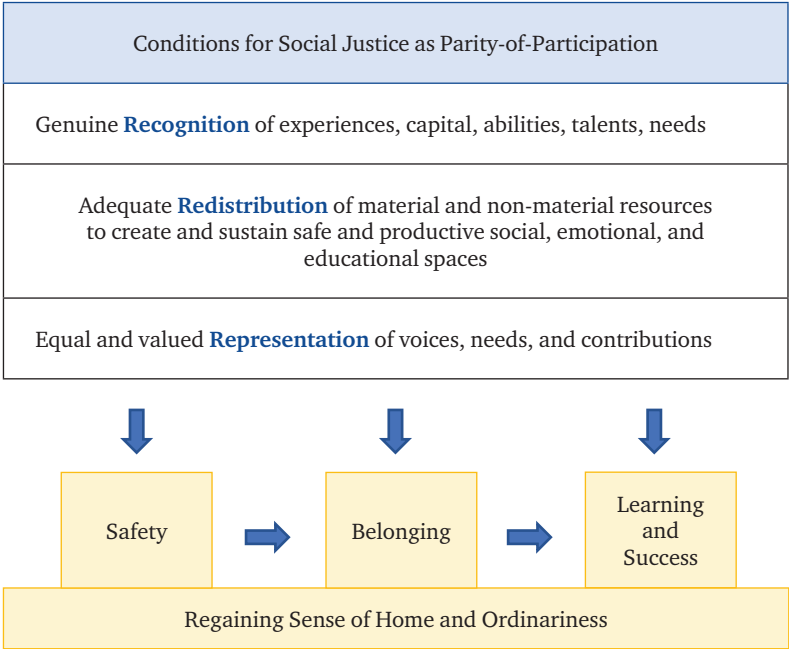 Conditions for Social Justice as Parity-of-Participation
Genuine Recognition of experiences, capital, abilities, talents, needs
Adequate Redistribution of material and non-material resources
to create and sustain safe and productive social, emotional, and
educational spaces
Equal and valued Representation of voices, needs, and contributions
Safety
Belonging
Learning
and
Success
Regaining Sense of Home and Ordinariness